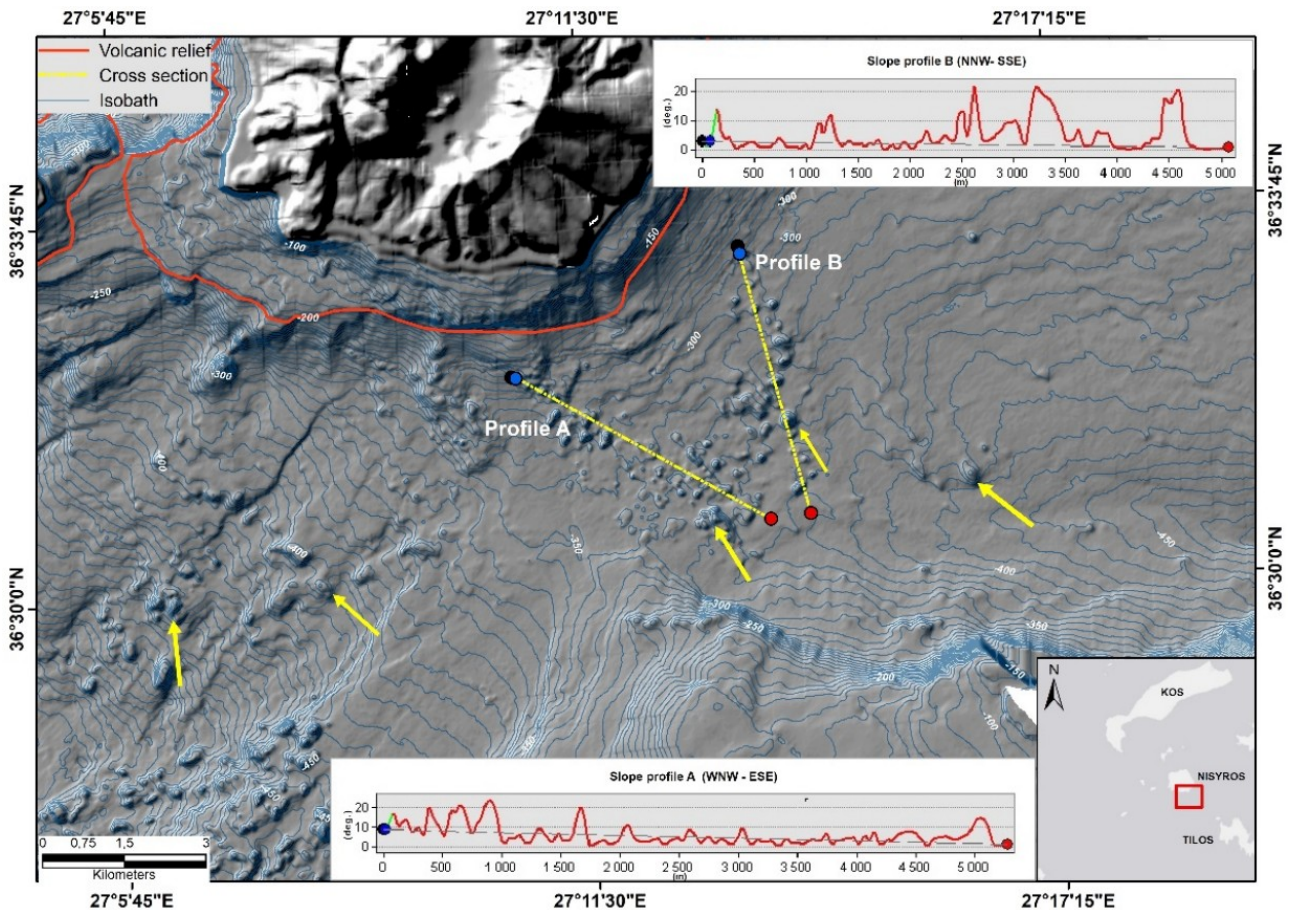 27°5'45"E 27°11'30"E 27°17'15"E
Volcanic relief
Cross section
Isobath
Slope profile B (NNW- SSE)
(deg.)
20
10
0
0 500 1 000 1 500 2 000 2 500 3 000 3 500 4 000 4 500 5 000
(m)
36°33'45"N
36°33'45"N
-300
-300
-150
-100
Profile B
-250
-200
-300
-300
-300
Profile A
-400
-450
-350
-400
-400
36°30'0"N
36°30'0"N
-300
-250
-350
-200
-150
-100
-350
-450
-450
N
KOS
NISYROS
TILOS
Slope profile A (WNW - ESE)
(deg.)
20
10
0
0 500 1 000 1 500 2 000 2 500 3 000 3 500 4 000 4 500 5 000
(m)
0 0,75 1,5 3
Kilometers
27°5'45"E 27°11'30"E 27°17'15"E